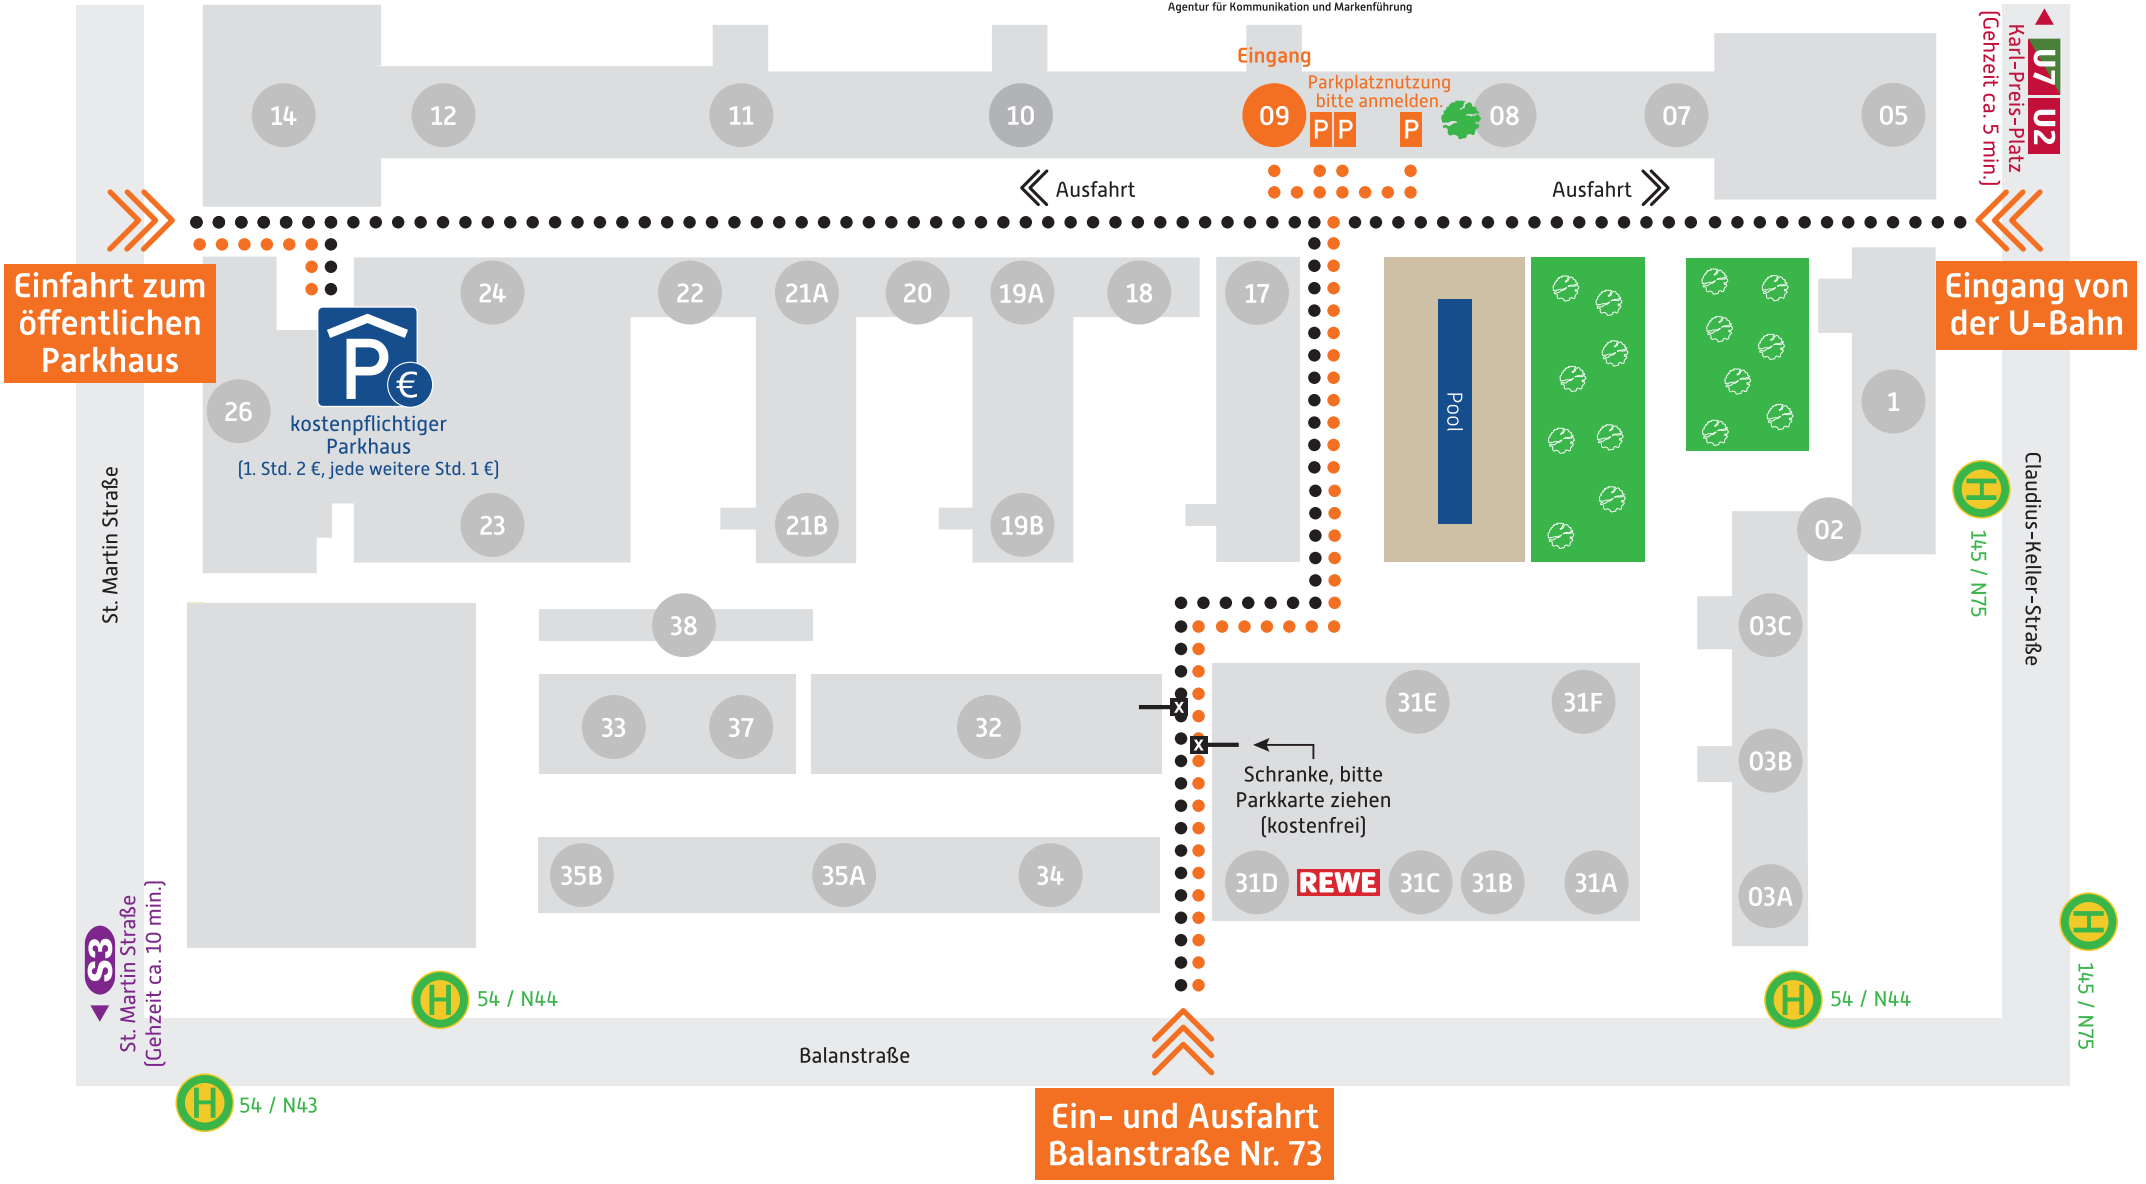 Agentur für Kommunikation und Markenführung
Eingang
Parkplatznutzung
bitte anmelden.
14
12
11
10
09
P
P
P
08
07
05
U7
U2
Karl-Preis-Platz
(Gehzeit ca. 5 min.)
Ausfahrt
Ausfahrt
Einfahrt zum
öffentlichen
Parkhaus
Eingang von
der U-Bahn
24
22
21A
20
19A
18
17
P
€
kostenpflichtiger
Parkhaus
(1. Std. 2 €, jede weitere Std. 1 €)
26
Pool
1
St. Martin Straße
23
21B
19B
02
H
145 / N75
Claudius-Keller-Straße
38
03C
33
37
32
X
X
31E
31F
Schranke, bitte
Parkkarte ziehen
(kostenfrei)
03B
35B
35A
34
31D
REWE
31C
31B
31A
03A
S3
St. Martin Straße
(Gehzeit ca. 10 min.)
H
54 / N44
H
54 / N44
H
145 / N75
Balanstraße
H
54 / N43
Ein- und Ausfahrt
Balanstraße Nr. 73